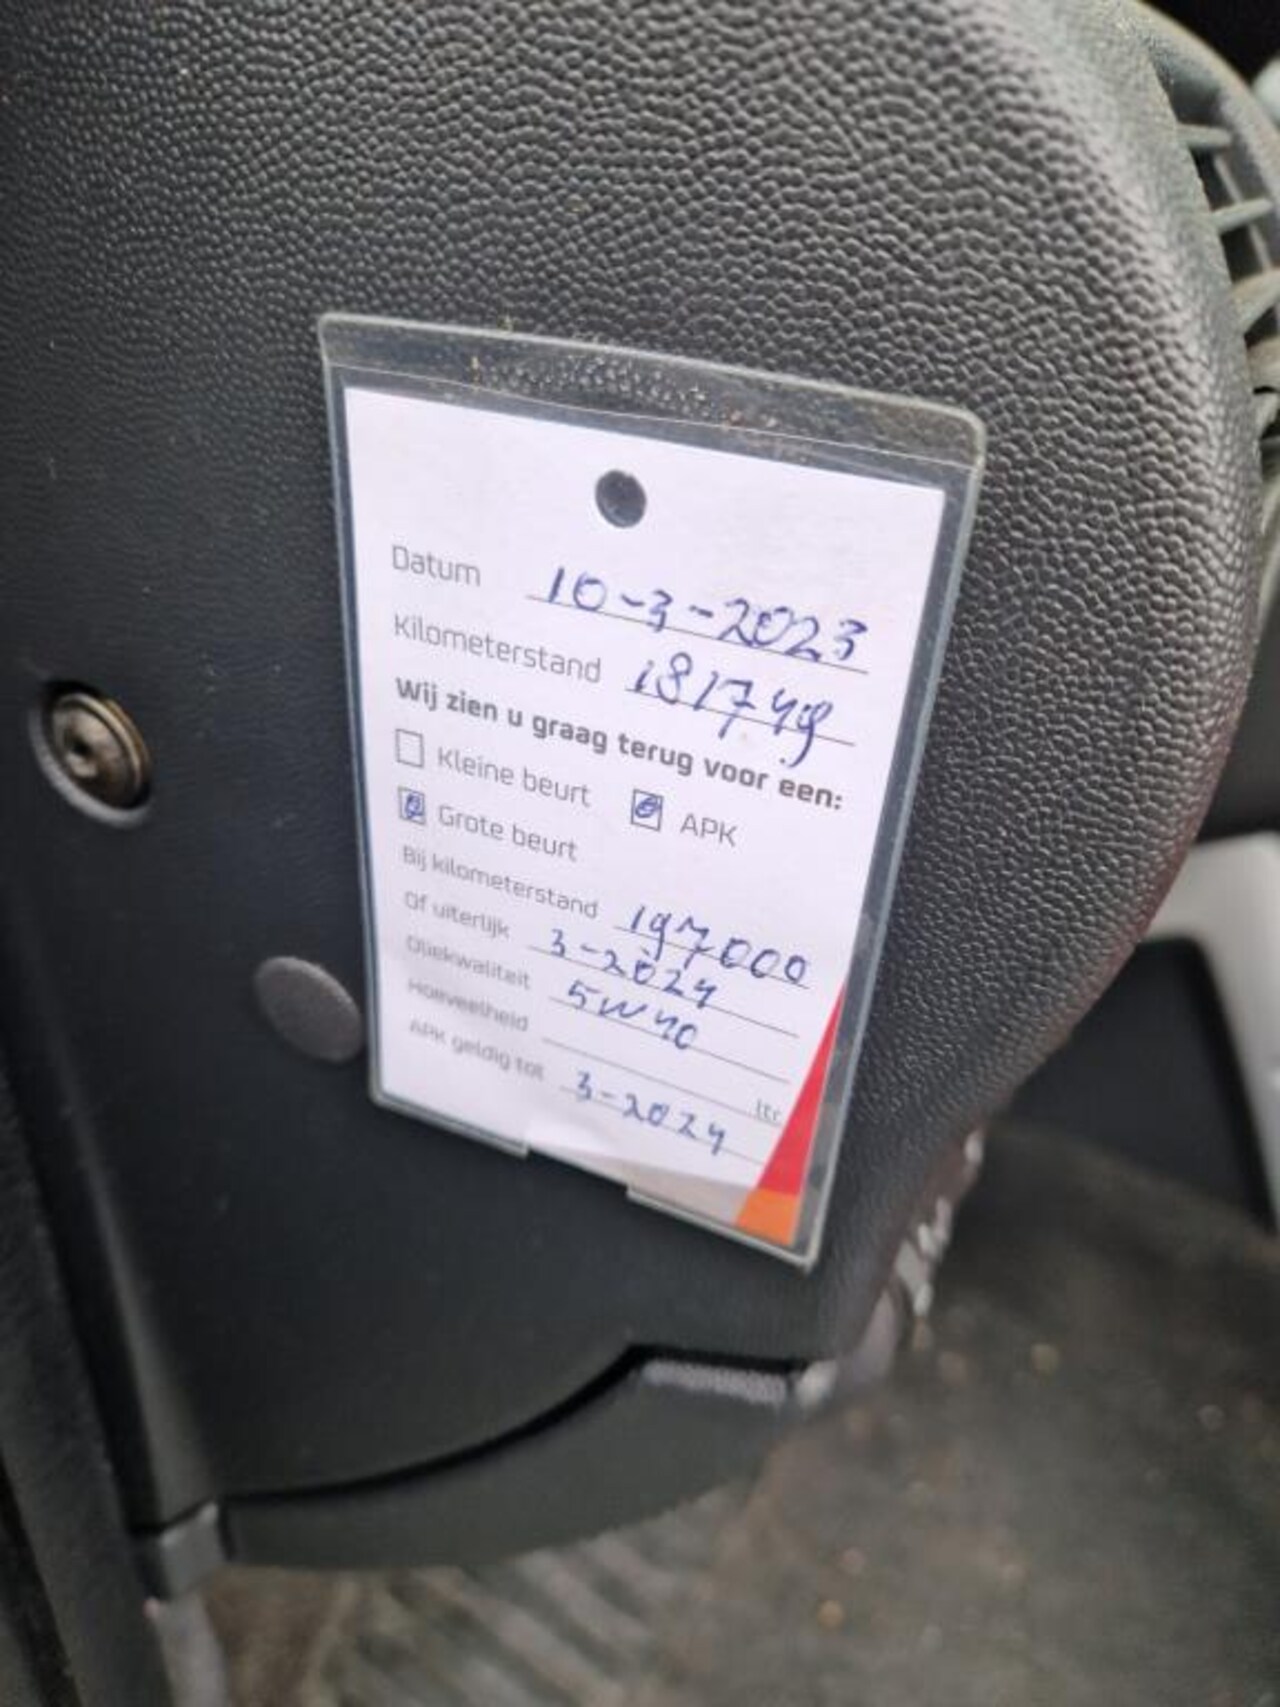 Datum 10-3-2023
Kilometerstand 181749
Wij zien u graag terug voor een:
Kleine beurt APK
Grote beurt
Bij kilometerstand 197000
Of uiterlijk 3-2024
Oliekwaliteit 5W40
Hoeveelheid ltr.
APK geldig tot 3-2024